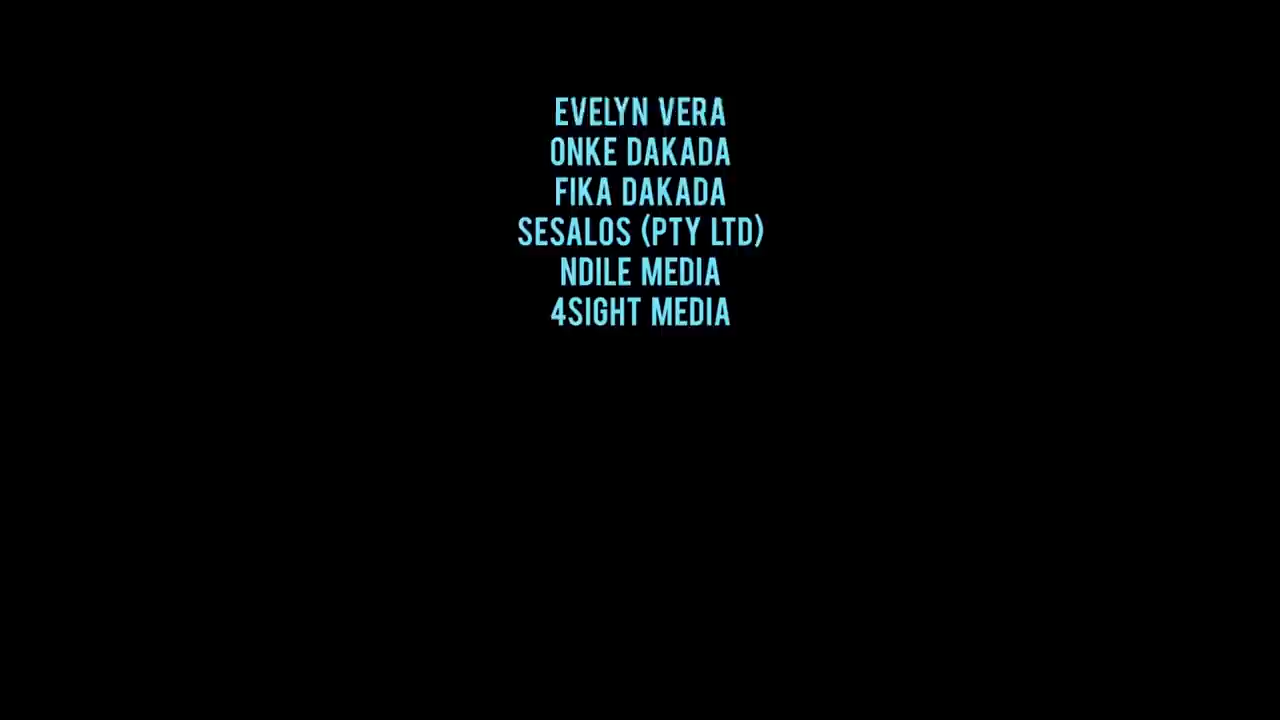 EVELYN VERA
ONKE DAKADA
FIKA DAKADA
SESALOS (PTY LTD)
NDILE MEDIA
4SIGHT MEDIA